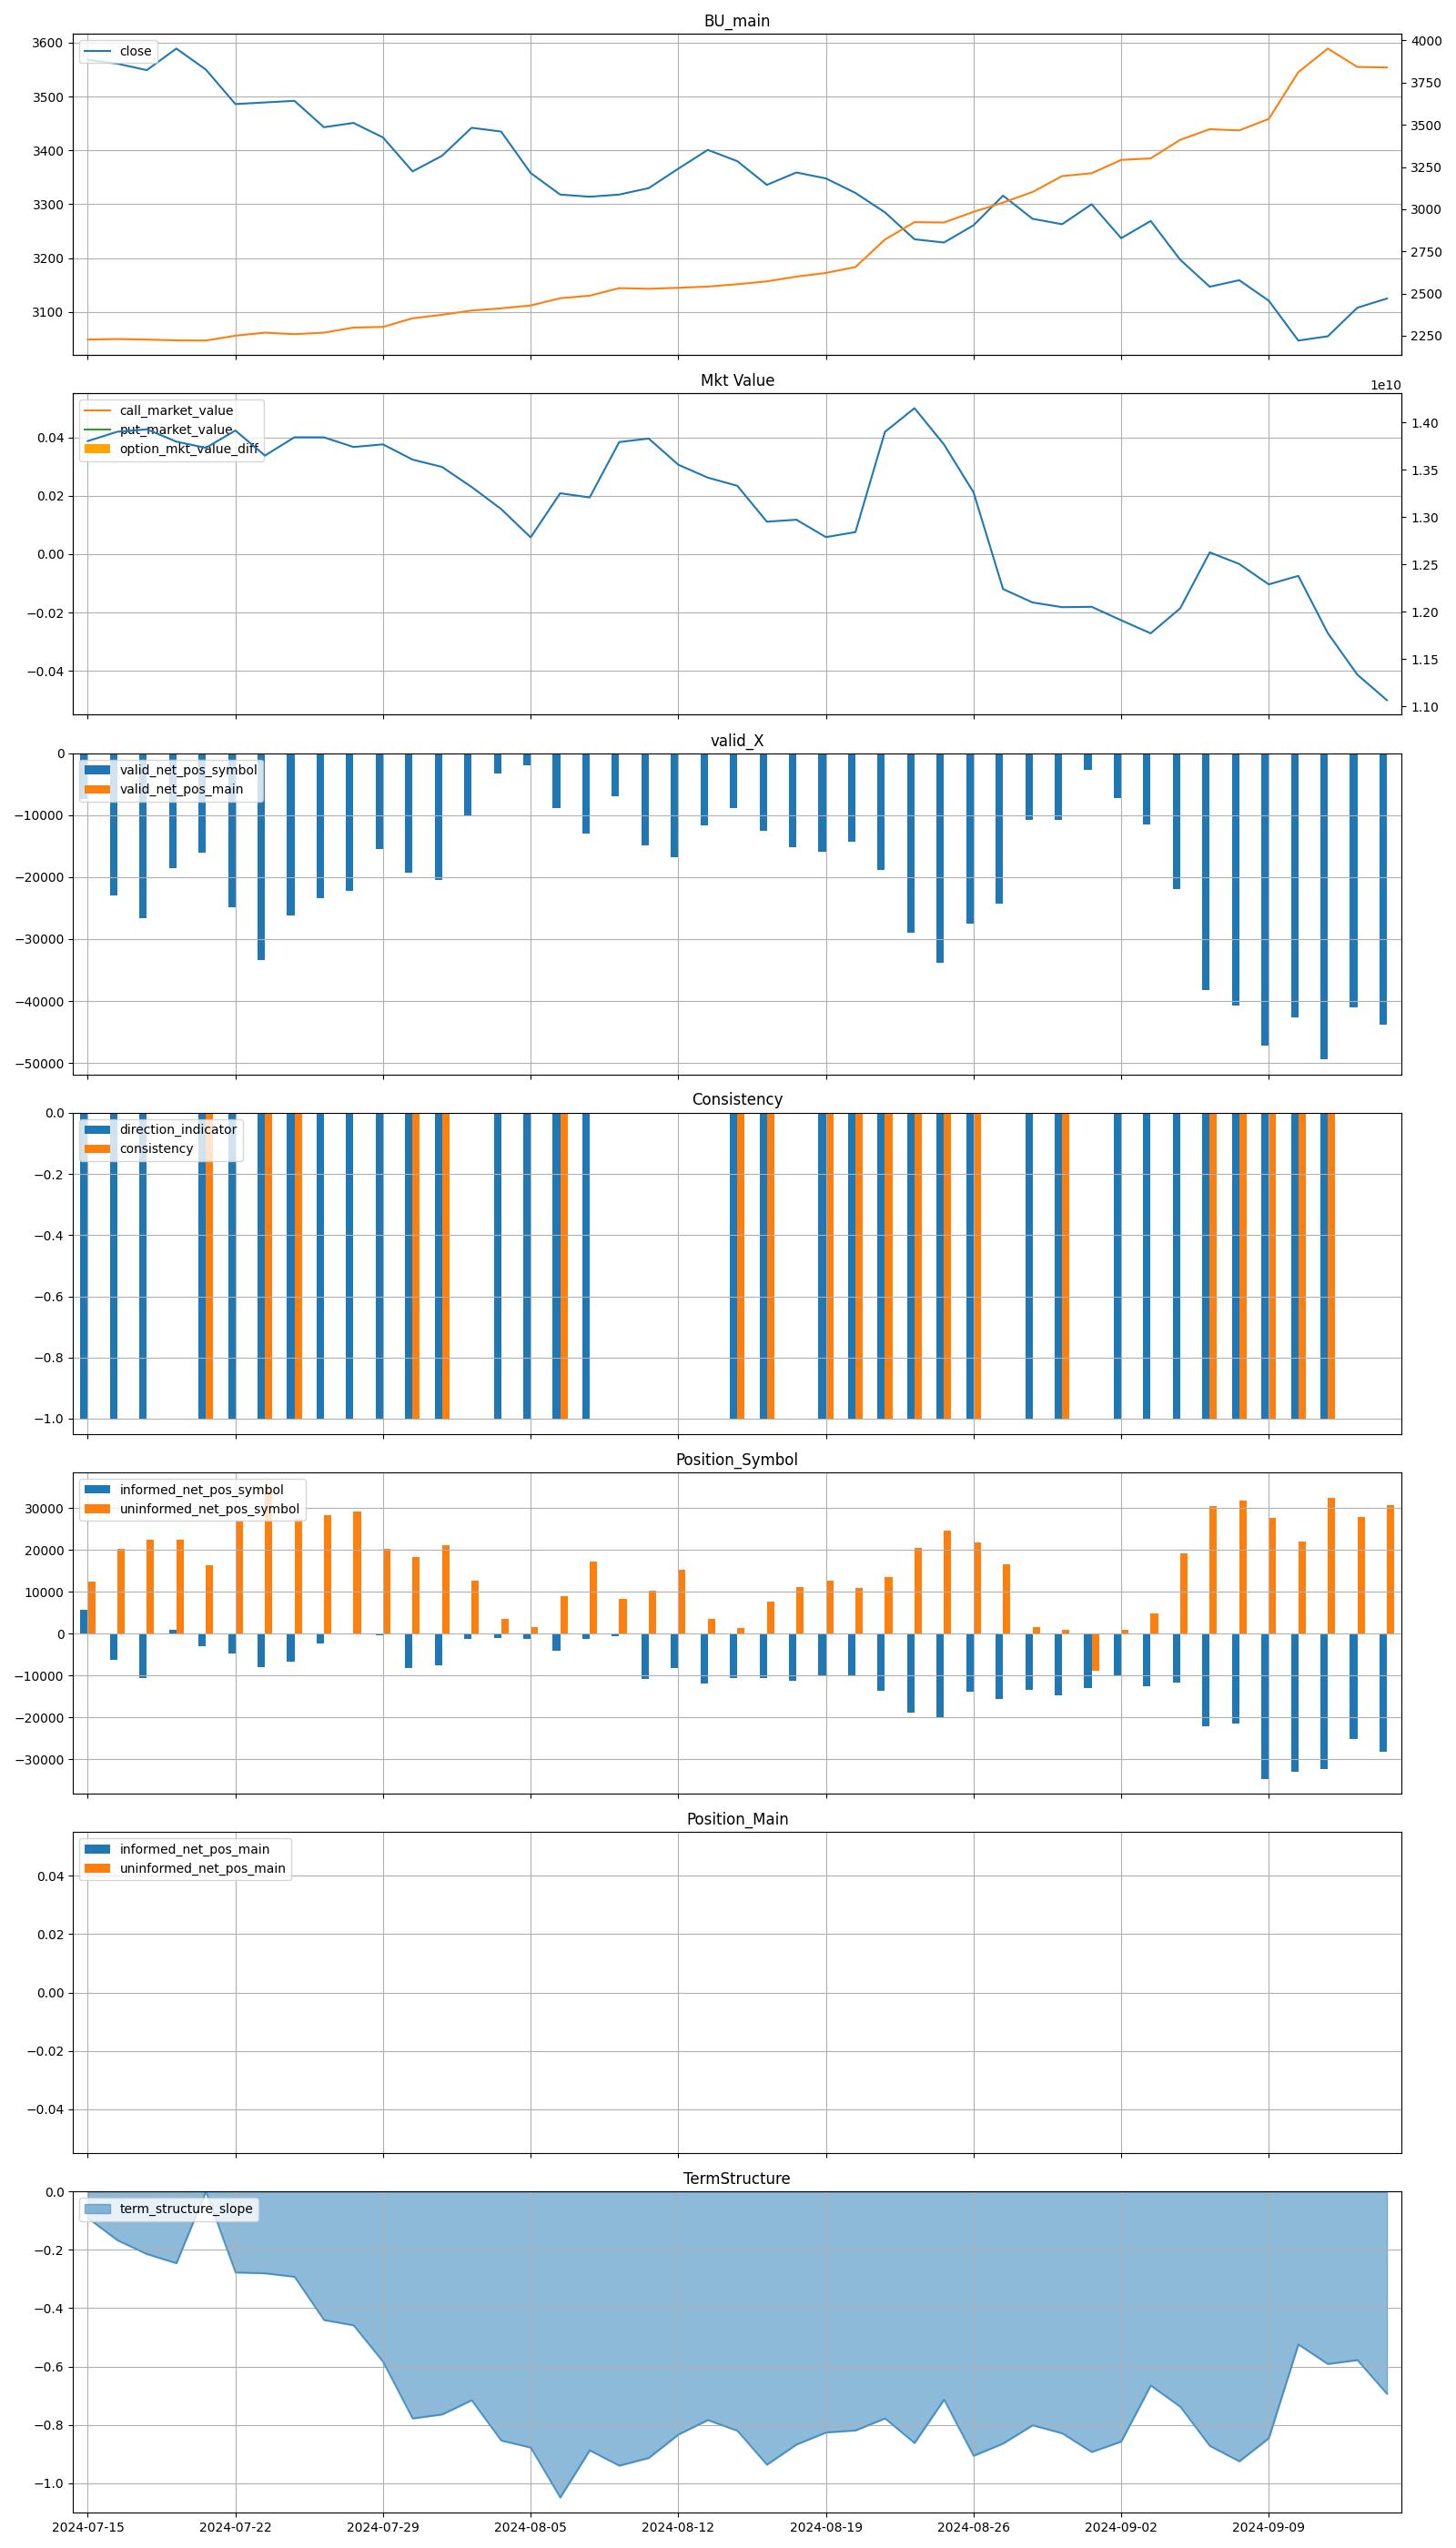 BU_main
close
3600
3500
3400
3300
3200
3100
4000
3750
3500
3250
3000
2750
2500
2250
Mkt Value
1e10
call_market_value
put_market_value
option_mkt_value_diff
0.04
0.02
0.00
−0.02
−0.04
1.40
1.35
1.30
1.25
1.20
1.15
1.10
valid_X
valid_net_pos_symbol
valid_net_pos_main
0
−10000
−20000
−30000
−40000
−50000
Consistency
direction_indicator
consistency
0.0
−0.2
−0.4
−0.6
−0.8
−1.0
Position_Symbol
informed_net_pos_symbol
uninformed_net_pos_symbol
30000
20000
10000
0
−10000
−20000
−30000
Position_Main
informed_net_pos_main
uninformed_net_pos_main
0.04
0.02
0.00
−0.02
−0.04
TermStructure
term_structure_slope
0.0
−0.2
−0.4
−0.6
−0.8
−1.0
2024-07-15 2024-07-22 2024-07-29 2024-08-05 2024-08-12 2024-08-19 2024-08-26 2024-09-02 2024-09-09